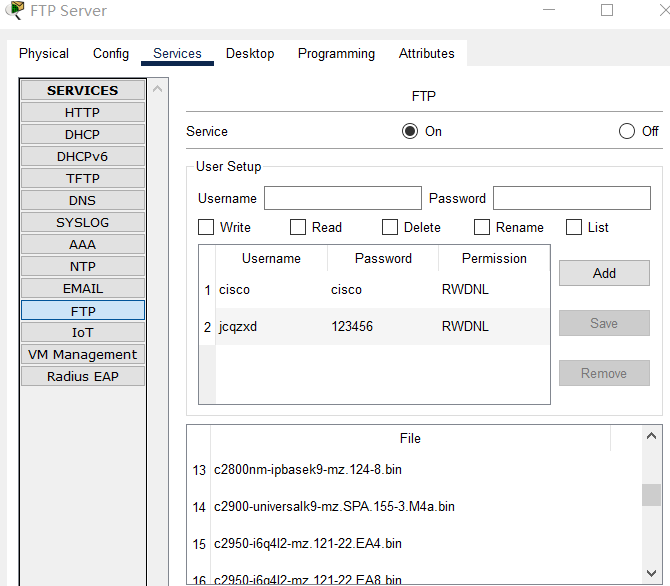 FTP Server
Physical Config Services Desktop Programming Attributes
SERVICES
HTTP
DHCP
DHCPv6
TFTP
DNS
SYSLOG
AAA
NTP
EMAIL
FTP
IoT
VM Management
Radius EAP
FTP
Service On Off
User Setup
Username Password
Write Read Delete Rename List
Username Password Permission
1 cisco cisco RWDNL
2 jcqzxd 123456 RWDNL
Add
Save
Remove
File
13 c2800nm-ipbasek9-mz.124-8.bin
14 c2900-universalk9-mz.SPA.155-3.M4a.bin
15 c2950-i6q4l2-mz.121-22.EA4.bin
16 c2950-i6q4l2-mz.121-22.EA8.bin